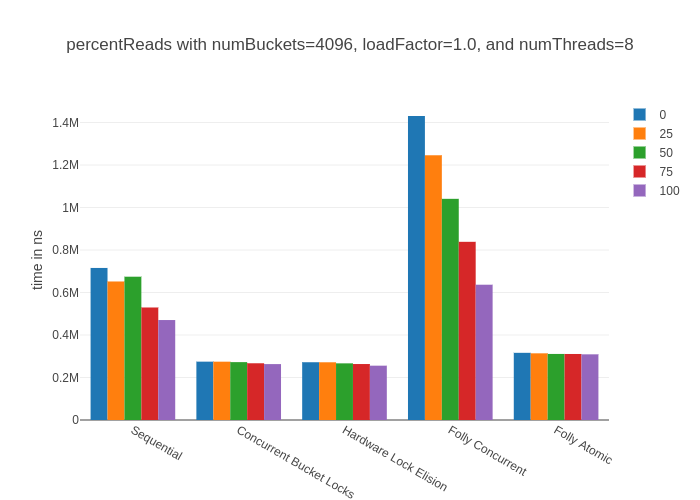 percentReads with numBuckets=4096, loadFactor=1.0, and numThreads=8
0
25
50
75
100
time in ns
1.4M
1.2M
1M
0.8M
0.6M
0.4M
0.2M
0
Sequential
Concurrent Bucket Locks
Hardware Lock Elision
Folly Concurrent
Folly Atomic